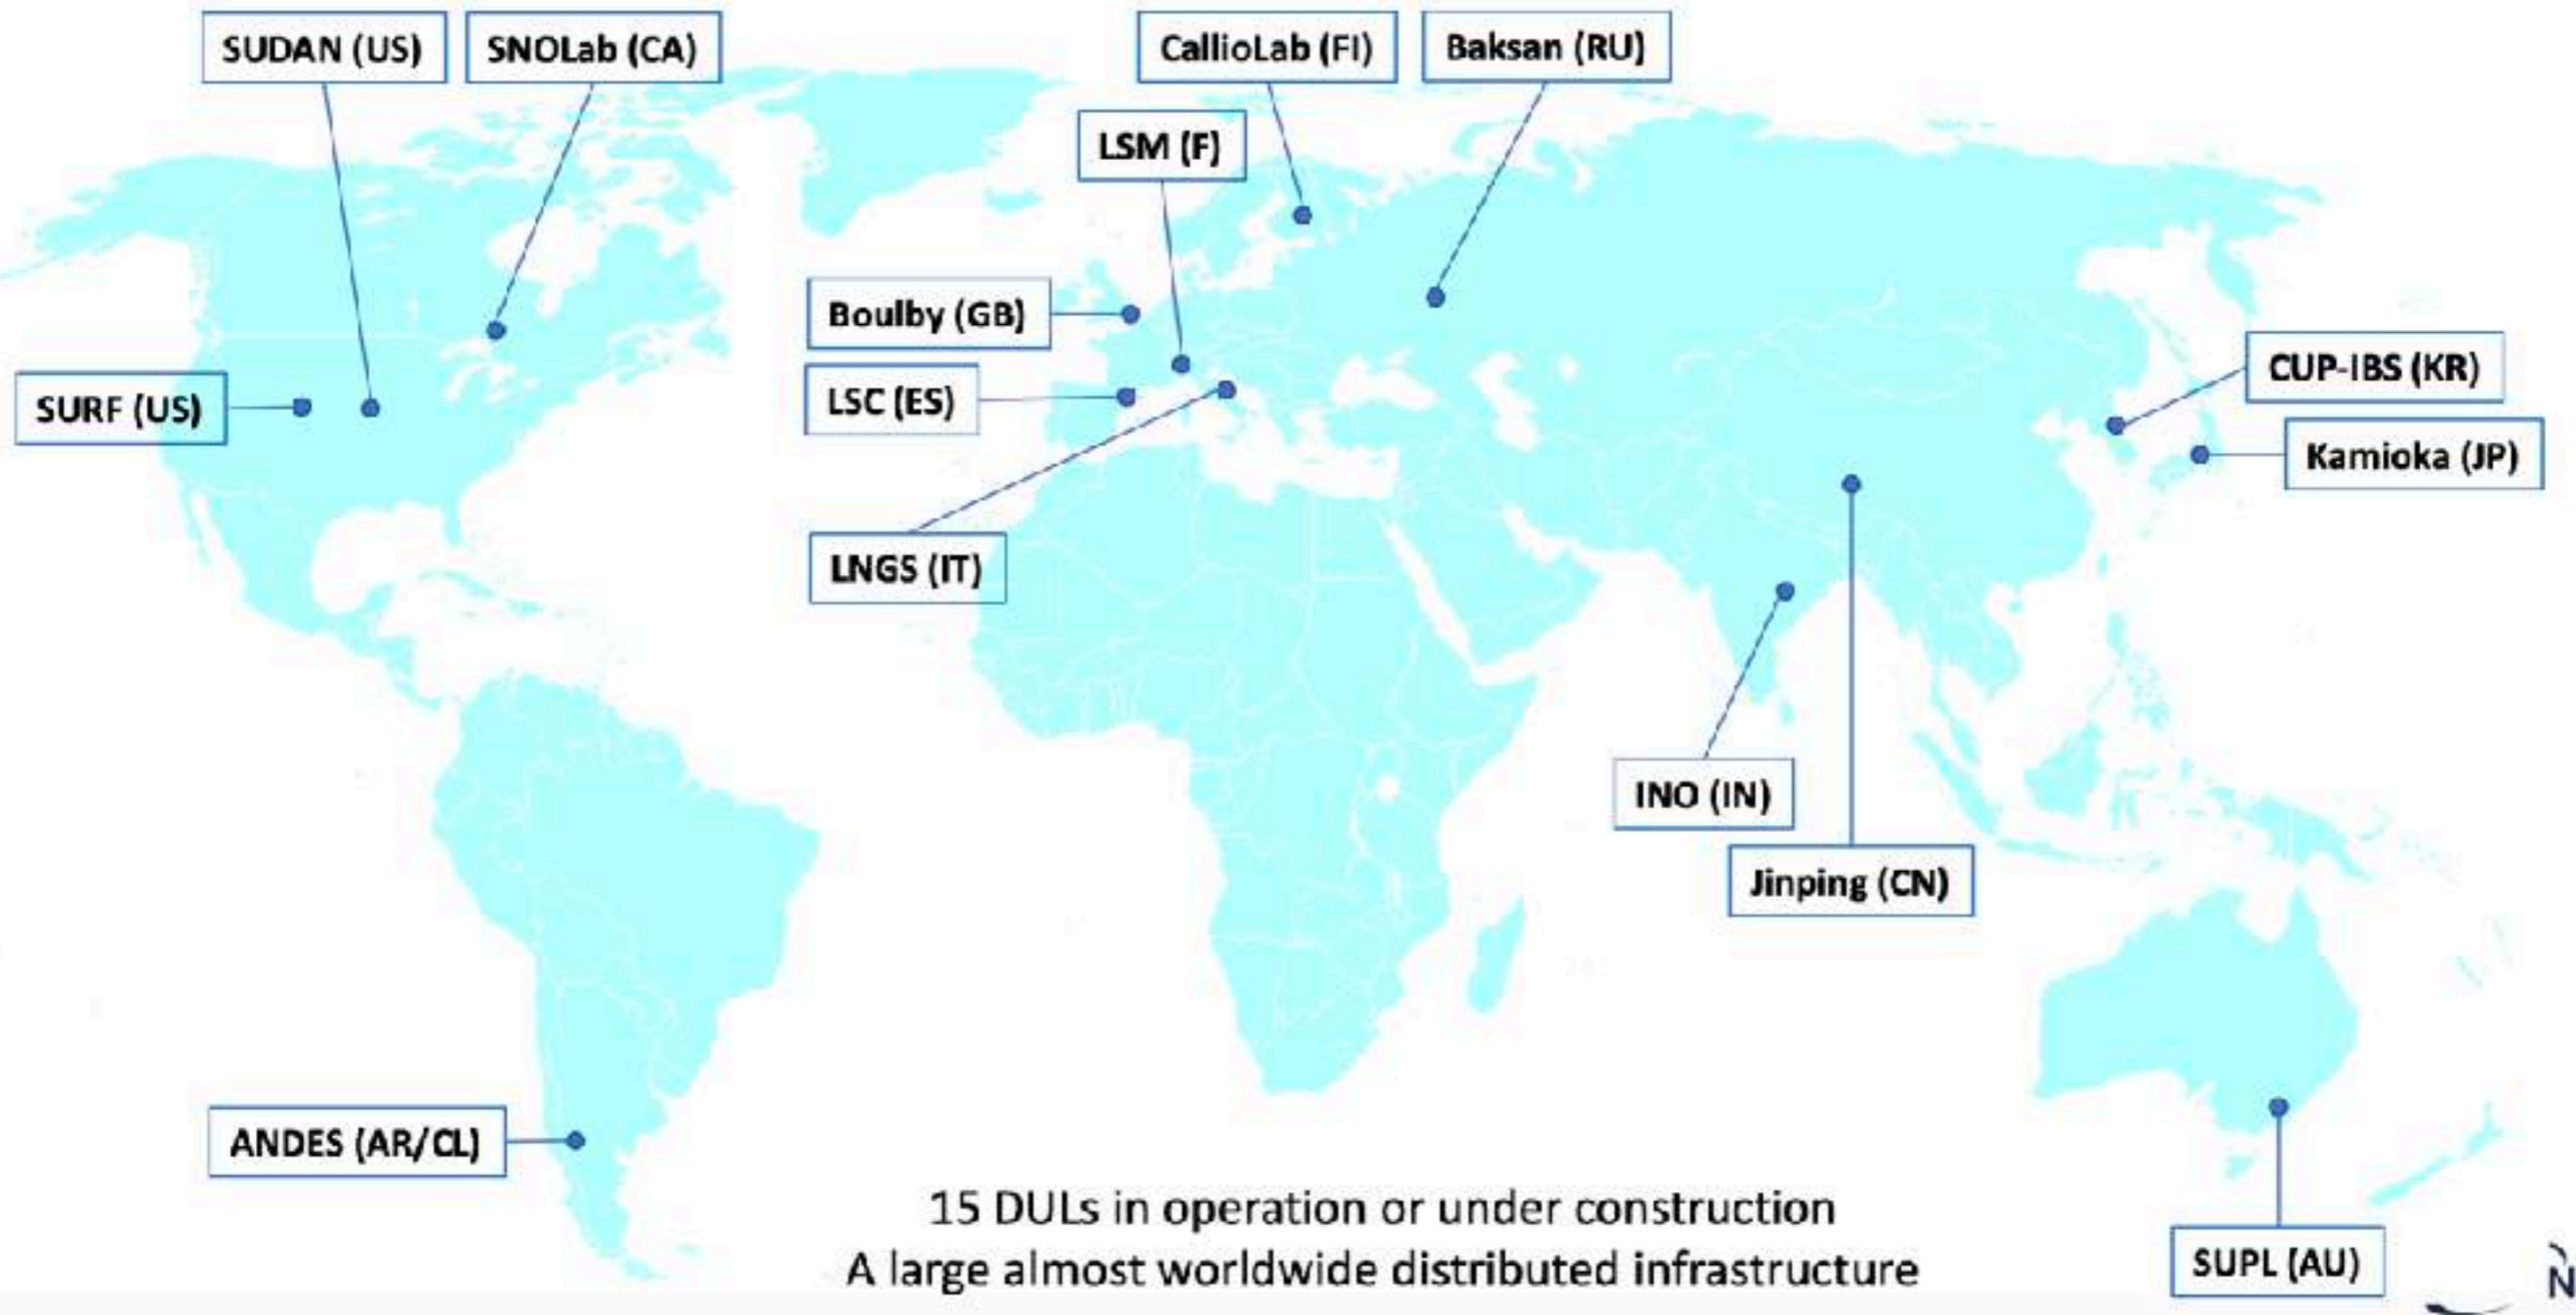 SUDAN (US)
SNOLab (CA)
CallioLab (FI)
Baksan (RU)
LSM (F)
Boulby (GB)
CUP-IBS (KR)
SURF (US)
LSC (ES)
Kamioka (JP)
LNGS (IT)
INO (IN)
Jinping (CN)
ANDES (AR/CL)
15 DULs in operation or under construction
A large almost worldwide distributed infrastructure
SUPL (AU)